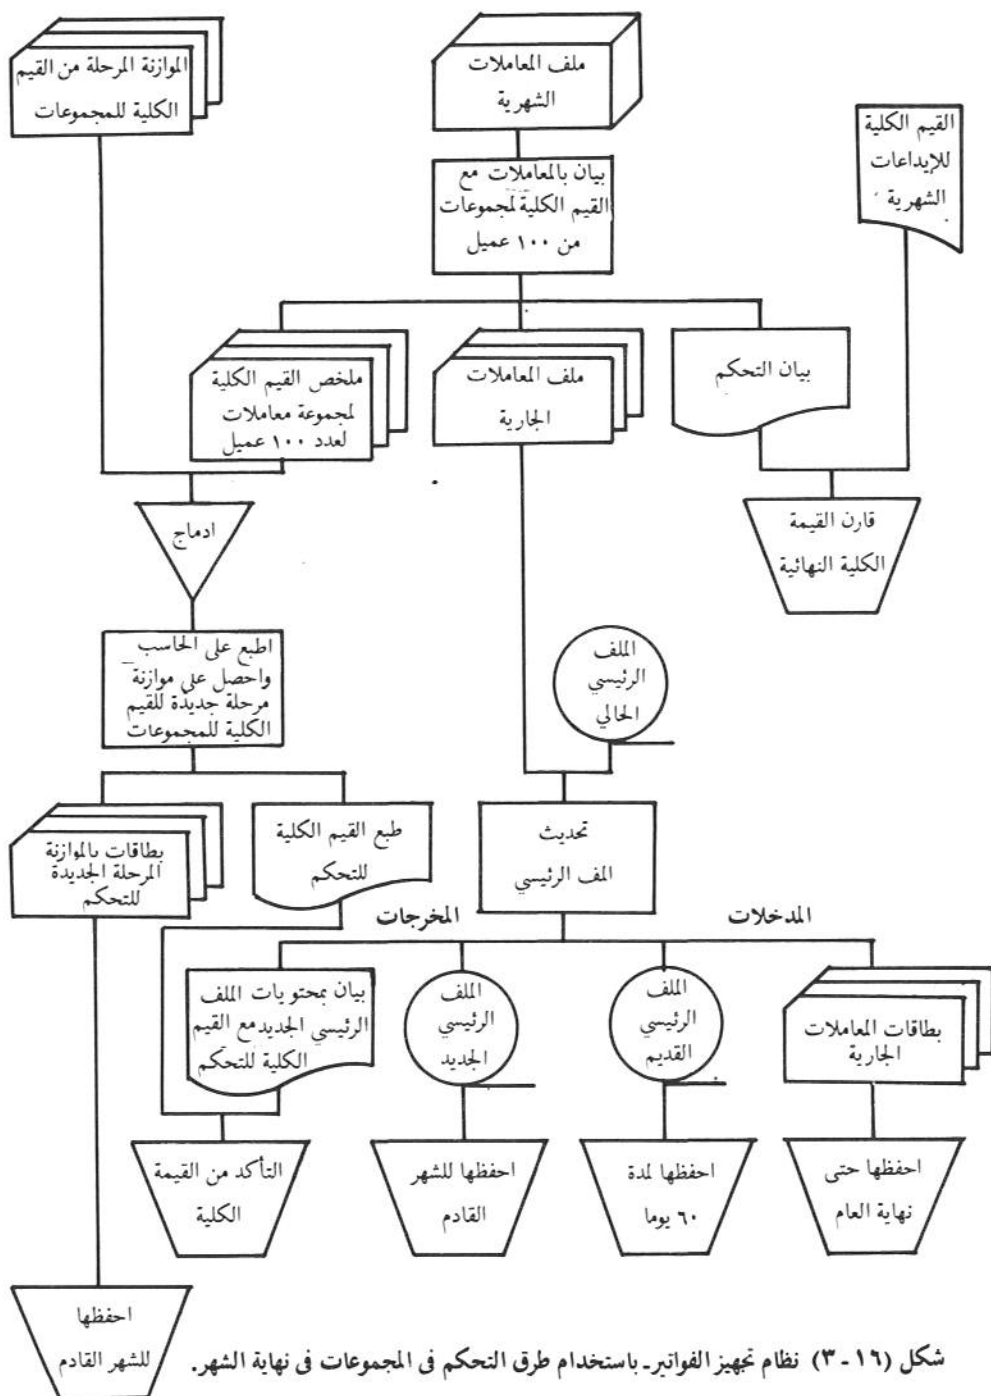 الموازنة المرحلة من القيم
الكلية للمجموعات
ملف المعاملات
الشهرية
القيم الكلية
للإيداعات
الشهرية
بيان بالمعاملات مع
القيم الكلية لمجموعات
من ١٠٠ عميل
ملخص القيم الكلية
لمجموعة معاملات
لعدد ١٠٠ عميل
ملف المعاملات
الجارية
بيان التحكم
ادماج
قارن القيمة
الكلية النهائية
اطبع على الحاسب
واحصل على موازنة
مرحلة جديدة للقيم
الكلية للمجموعات
الملف
الرئيسي
الحالي
بطاقات بالموازنة
المرحلة الجديدة
للتحكم
طبع القيم الكلية
للتحكم
تحديث
المف الرئيسي
المخرجات
المدخلات
بيان بمحتويات الملف
الرئيسي الجديد مع القيم
الكلية للتحكم
الملف
الرئيسي
الجديد
الملف
الرئيسي
القديم
بطاقات المعاملات
الجارية
التأكد من القيمة
الكلية
احفظها للشهر
القادم
احفظها لمدة
٦٠ يوما
احفظها حتى
نهاية العام
احفظها
للشهر القادم
شكل (١٦ - ٣) نظام تجهيز الفواتير - باستخدام طرق التحكم فى المجموعات فى نهاية الشهر.